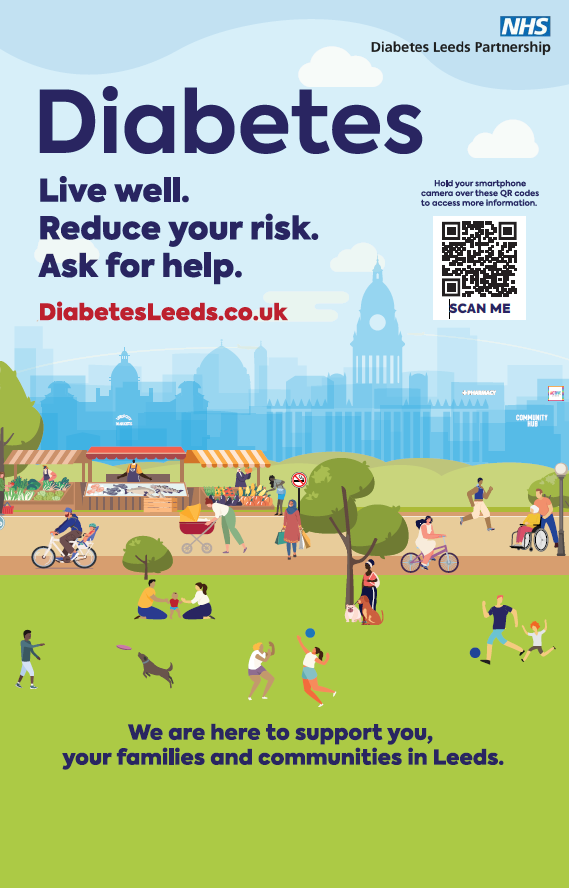 NHS
Diabetes Leeds Partnership
Diabetes
Live well.
Reduce your risk.
Ask for help.
DiabetesLeeds.co.uk
Hold your smartphone
camera over these QR codes
to access more information.
SCAN ME
PHARMACY
COMMUNITY
HUB
We are here to support you,
your families and communities in Leeds.